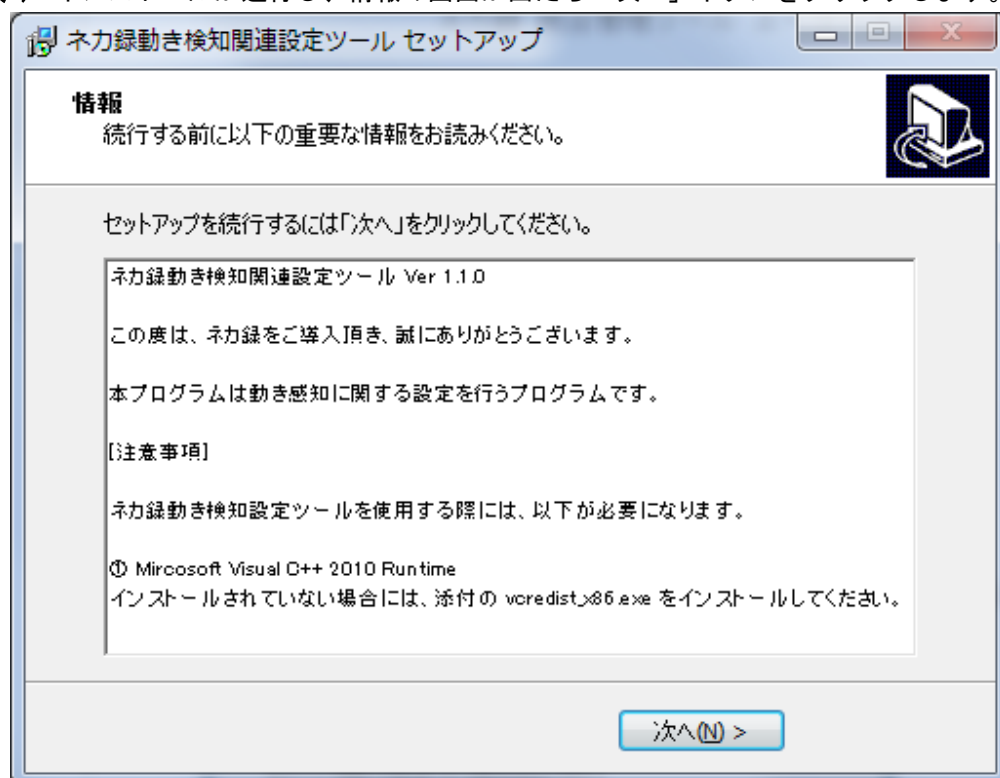 ネカ録動き検知関連設定ツール セットアップ
情報
続行する前に以下の重要な情報をお読みください。
セットアップを続行するには「次へ」をクリックしてください。
ネカ録動き検知関連設定ツール Ver 1.1.0
この度は、ネカ録をご導入頂き、誠にありがとうございます。
本プログラムは動き感知に関する設定を行うプログラムです。
[注意事項]
ネカ録動き検知設定ツールを使用する際には、以下が必要になります。
① Mircosoft Visual C++ 2010 Runtime
インストールされていない場合には、添付の vcredist_x86.exe をインストールしてください。
次へ(N) >